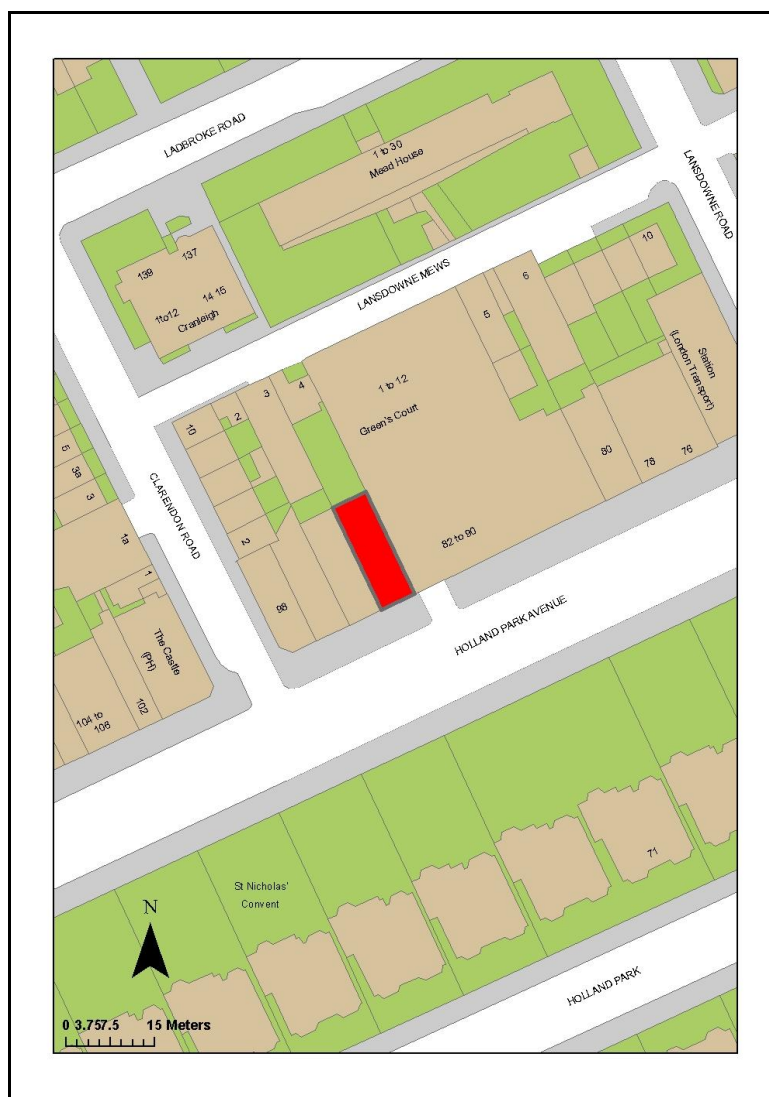 LADBROKE ROAD
1 to 30
Mead House
LANSDOWNE ROAD
139
137
1to12
14 15
Cranleigh
LANSDOWNE MEWS
10
6
5
Station
(London Transport)
1 to 12
Green's Court
4
3
2
10
5
3a
3
1a
1
CLARENDON ROAD
2
98
80
78
76
82 to 90
HOLLAND PARK AVENUE
The Castle
(PH)
102
104 to
106
71
St Nicholas'
Convent
N
HOLLAND PARK
0 3.757.5 15 Meters